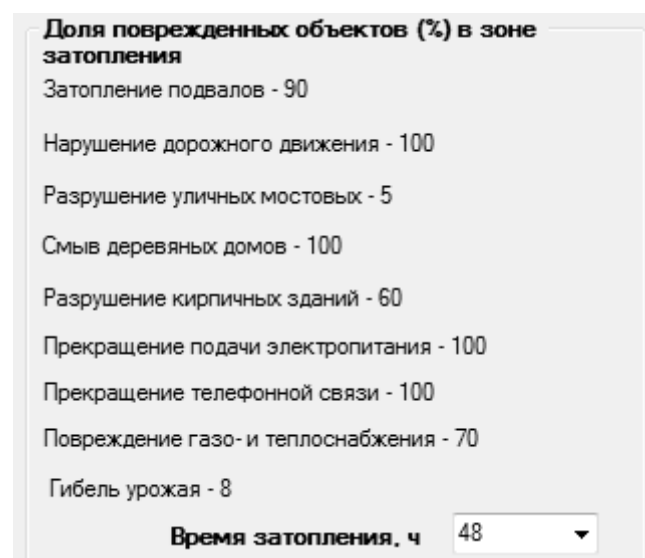 Доля поврежденных объектов (%) в зоне
затопления
Затопление подвалов - 90
Нарушение дорожного движения - 100
Разрушение уличных мостовых - 5
Смыв деревяных домов - 100
Разрушение кирпичных зданий - 60
Прекращение подачи электропитания - 100
Прекращение телефонной связи - 100
Повреждение газо- и теплоснабжения - 70
Гибель урожая - 8
Время затопления, ч 48